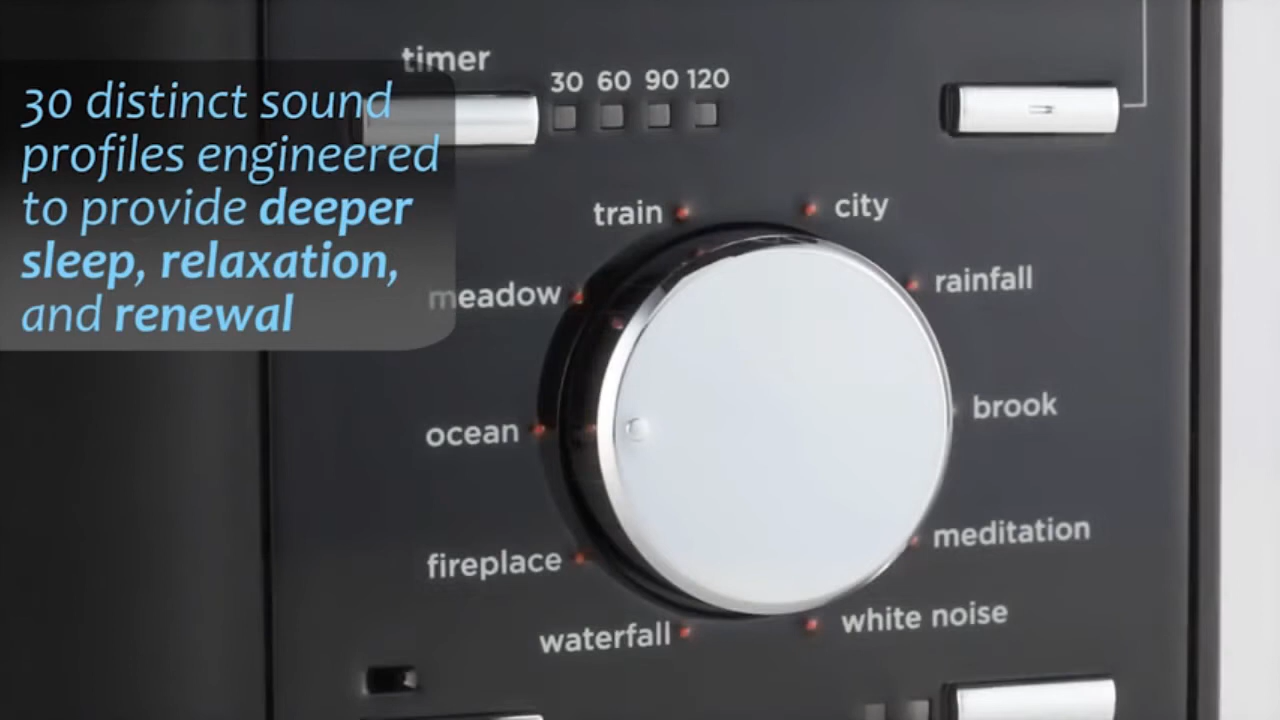 timer
30 60 90 120
30 distinct sound
profiles engineered
to provide deeper
sleep, relaxation,
and renewal
train
city
meadow
rainfall
ocean
brook
fireplace
meditation
waterfall
white noise